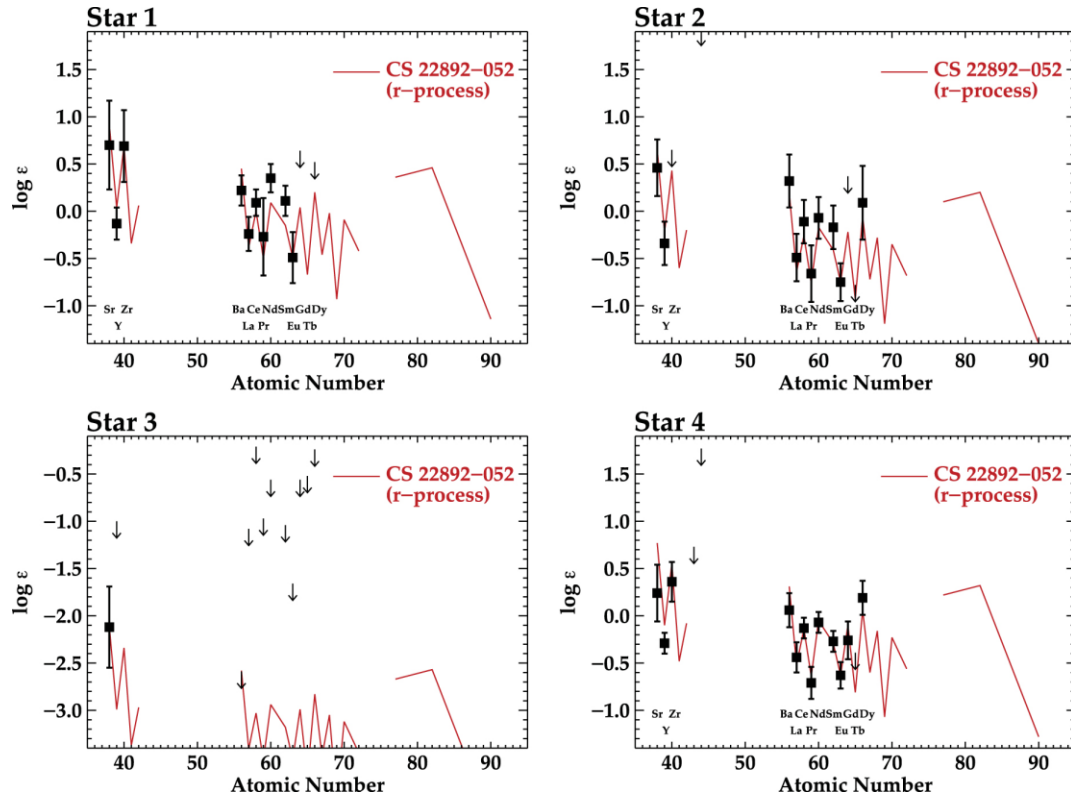 Star 1
CS 22892−052
(r−process)
log ε
1.5
1.0
0.5
0.0
−0.5
−1.0
Sr Zr
Y
Ba Ce Nd Sm Gd Dy
La Pr Eu Tb
40 50 60 70 80 90
Atomic Number
Star 2
CS 22892−052
(r−process)
log ε
1.5
1.0
0.5
0.0
−0.5
−1.0
Sr Zr
Y
Ba Ce Nd Sm Gd Dy
La Pr Eu Tb
40 50 60 70 80 90
Atomic Number
Star 3
CS 22892−052
(r−process)
log ε
−0.5
−1.0
−1.5
−2.0
−2.5
−3.0
40 50 60 70 80 90
Atomic Number
Star 4
CS 22892−052
(r−process)
log ε
1.5
1.0
0.5
0.0
−0.5
−1.0
Sr Zr
Y
Ba Ce Nd Sm Gd Dy
La Pr Eu Tb
40 50 60 70 80 90
Atomic Number